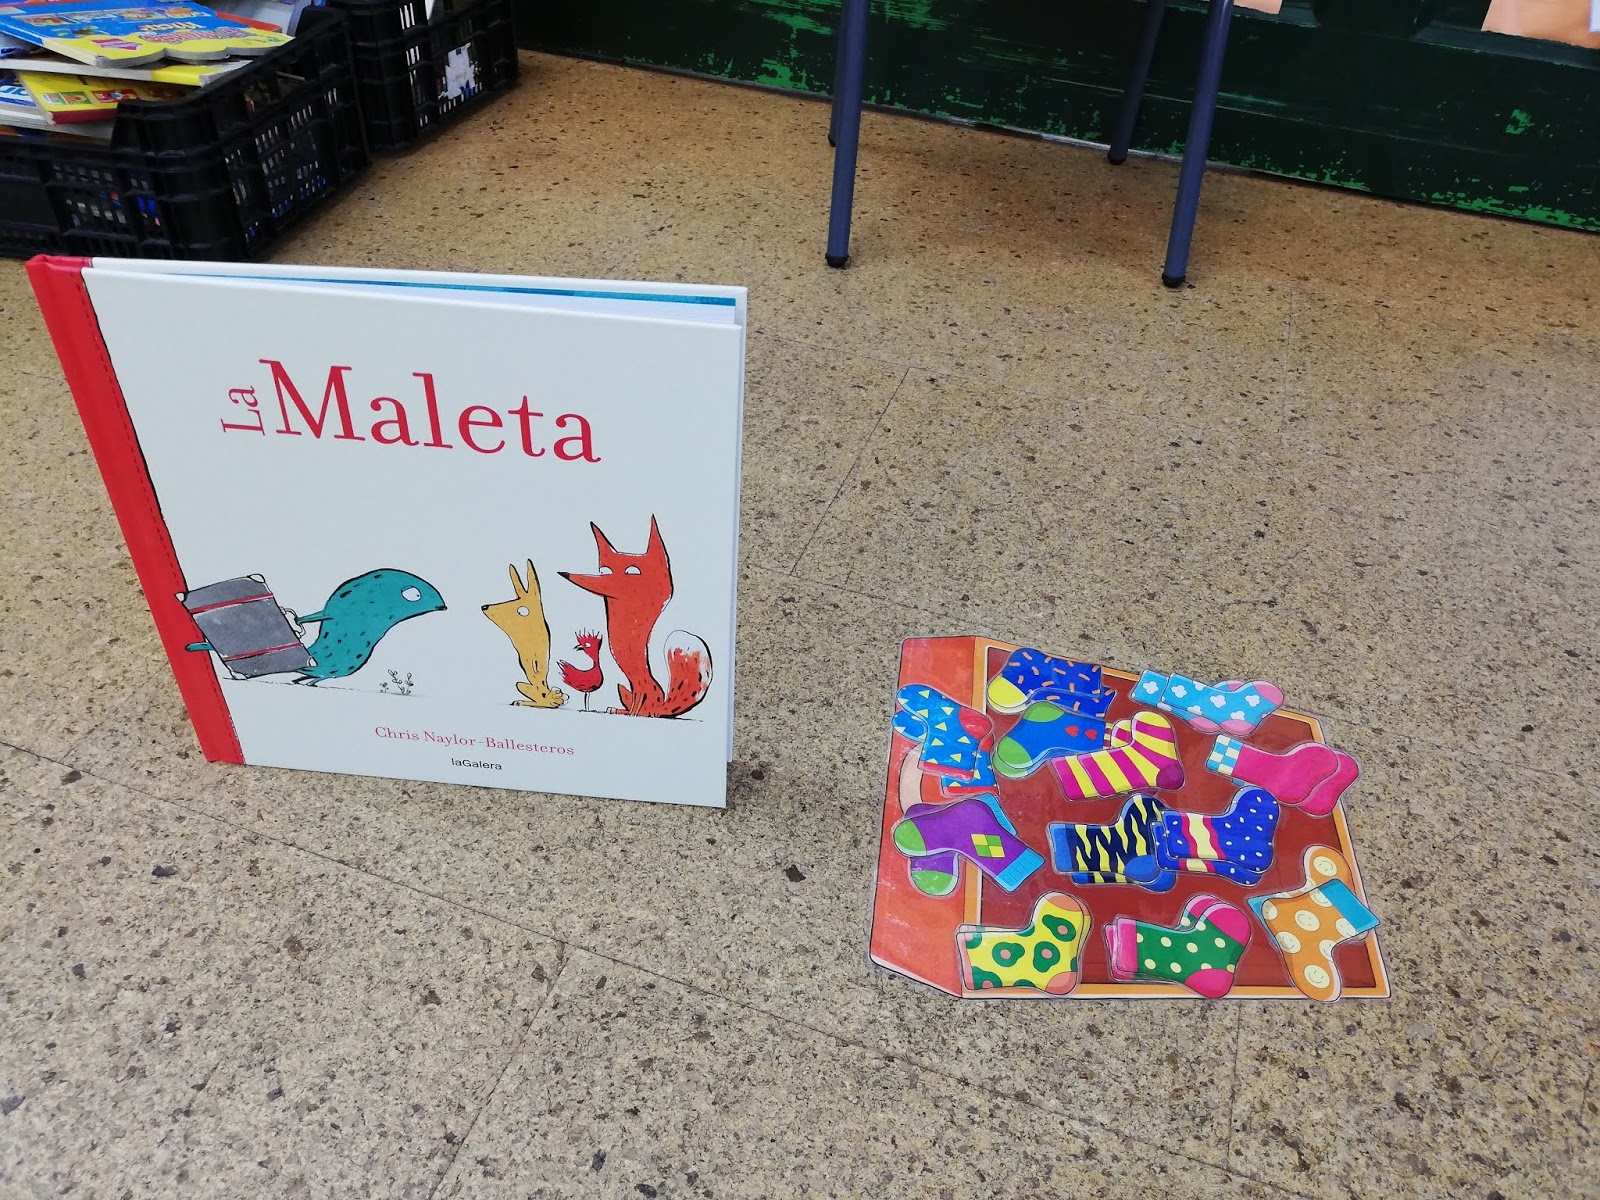 La Maleta
Chris Naylor-Ballesteros
laGalera